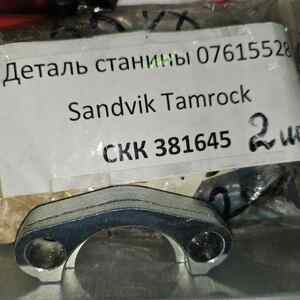 Деталь станины 07615528
Sandvik Tamrock
СКК 381645 2 шт